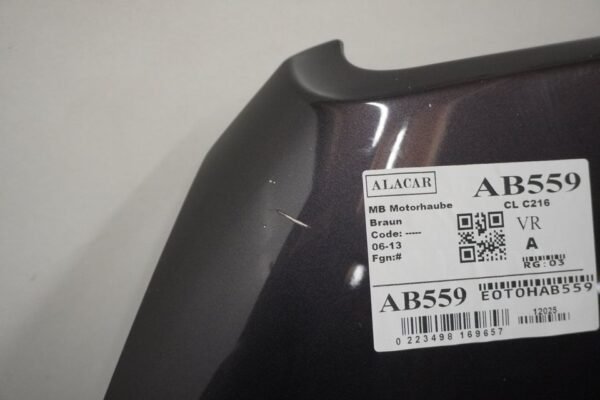 ALACAR AB559
MB Motorhaube CL C216
Braun
Code: -----
06-13
Fgn:#
VR
A
RG:03
AB559 E0T0HAB559
12025
0 223498 169657